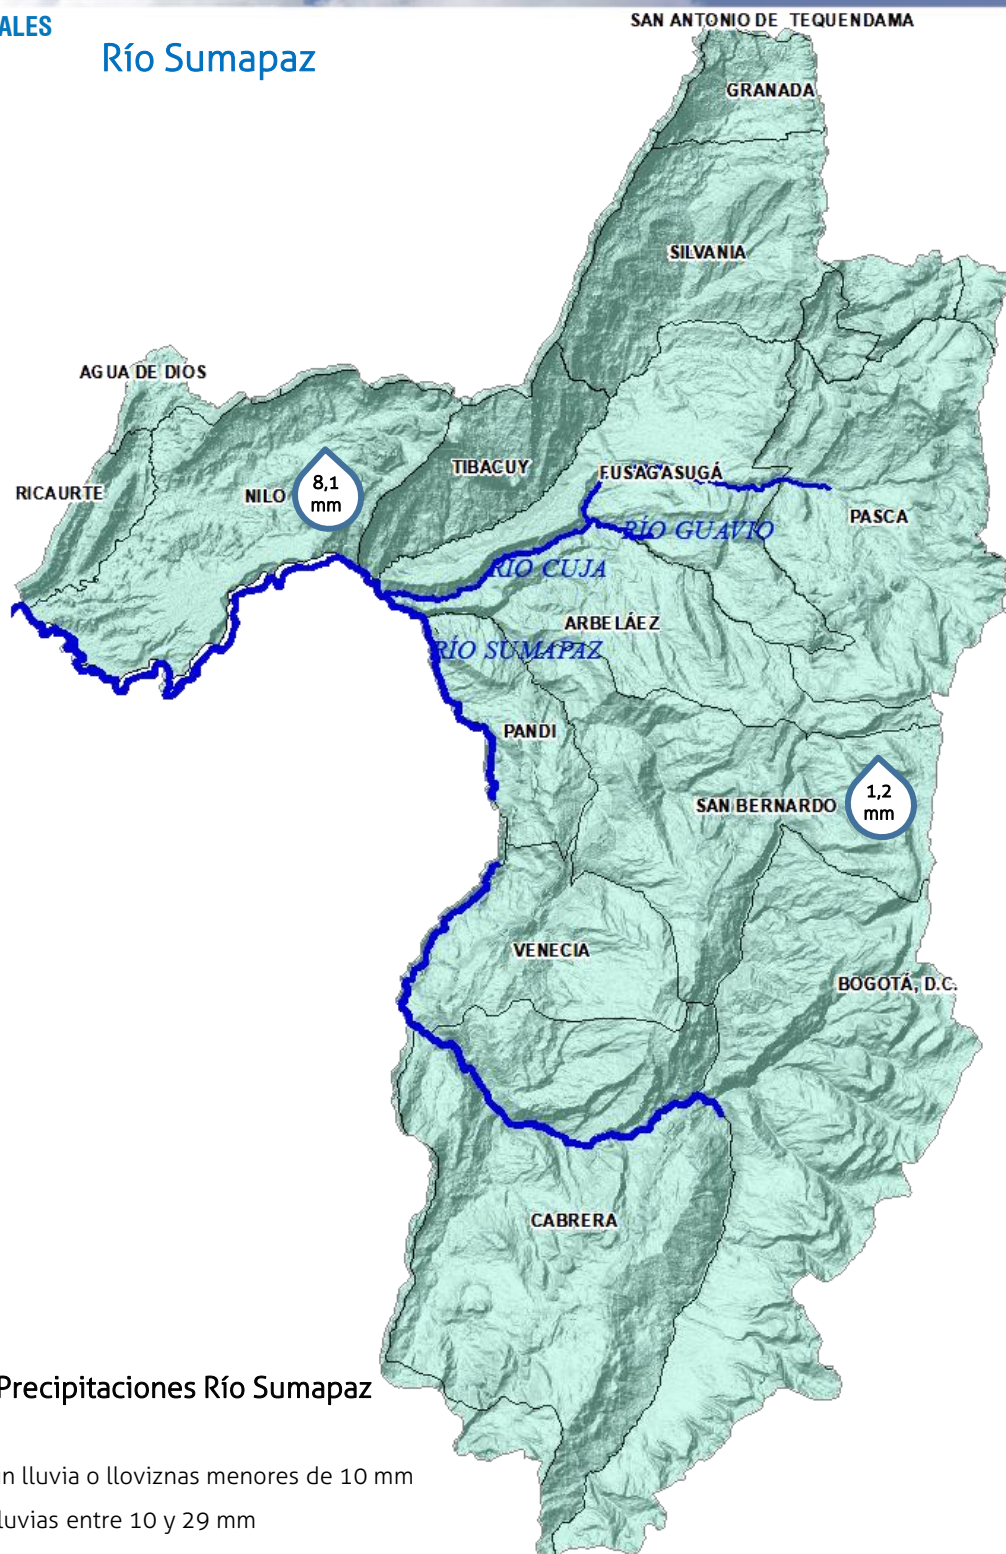 ALES
SAN ANTONIO DE TEQUENDAMA
Río Sumapaz
GRANADA
SILVANIA
AGUA DE DIOS
TIBACUY
FUSAGASUGÁ
RICAURTE
NILO
8,1
mm
PASCA
RÍO GUAVIO
RÍO CUJA
ARBELÁEZ
RÍO SUMAPAZ
PANDI
SAN BERNARDO
1,2
mm
VENECIA
BOGOTÁ, D.C.
CABRERA
Precipitaciones Río Sumapaz
an lluvia o lloviznas menores de 10 mm
lluvias entre 10 y 29 mm